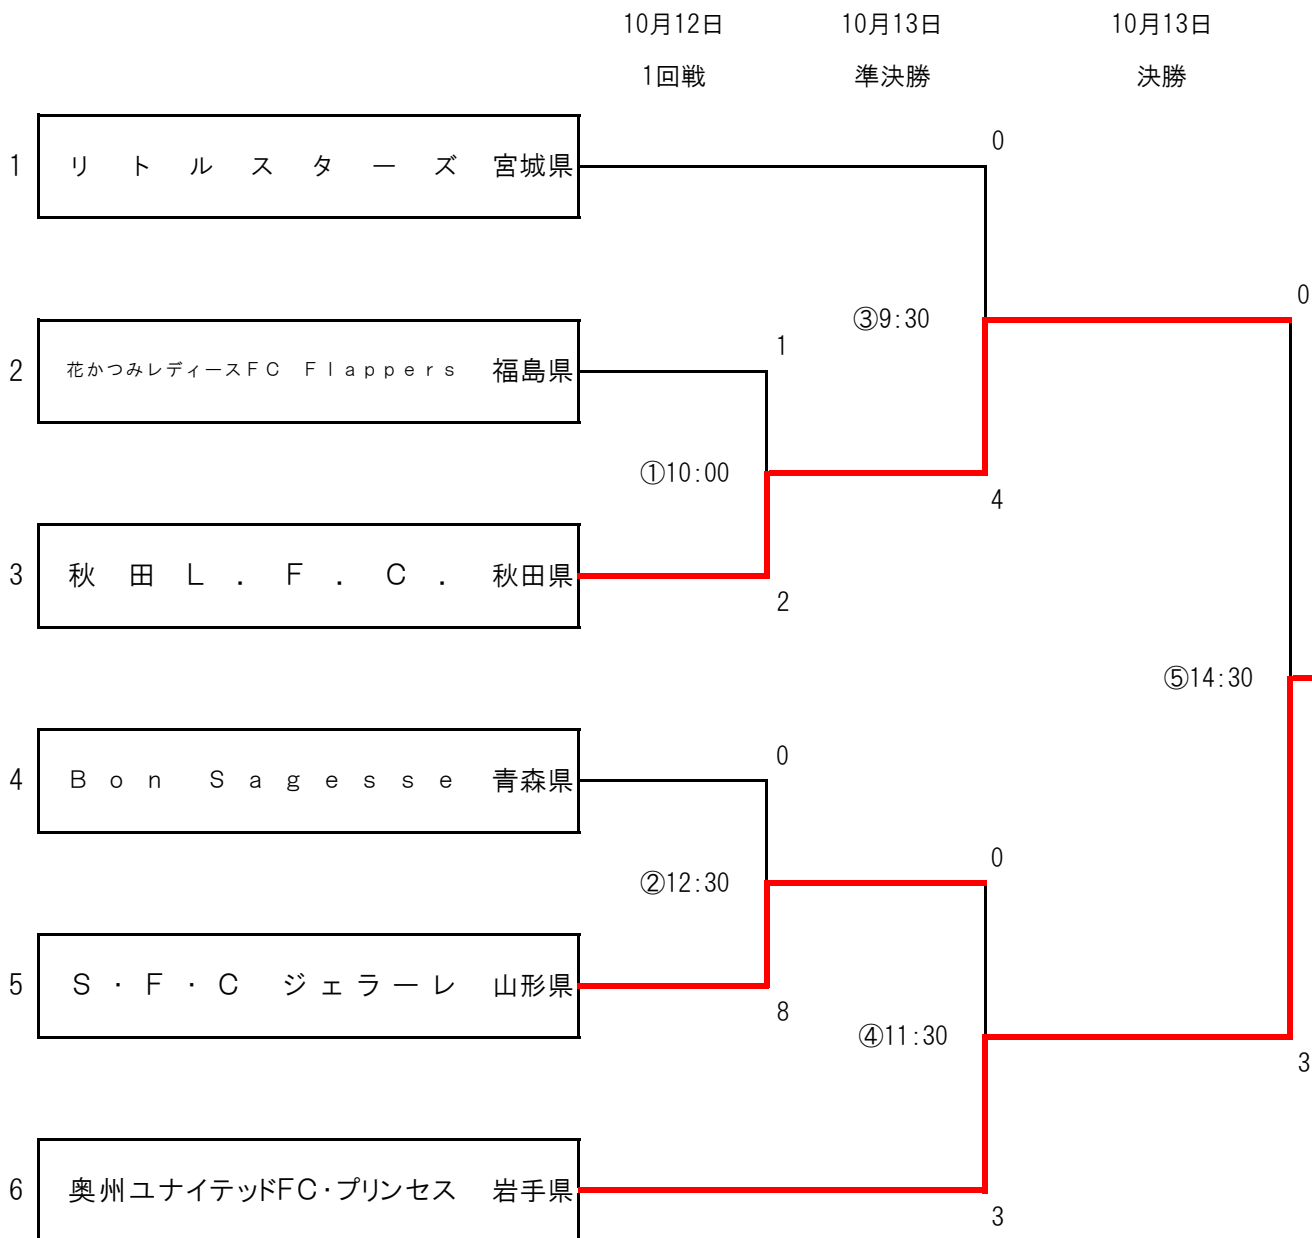 10月12日 10月13日 10月13日
1回戦 準決勝 決勝
0
1 リトルスターズ 宮城県
0
③9:30
1
2 花かつみレディースFC Flappers 福島県
①10:00
4
3 秋田L.F.C. 秋田県
2
⑤14:30
0
4 Bon Sagesse 青森県
0
②12:30
5 S・F・C ジェラーレ 山形県
8
④11:30
3
6 奥州ユナイテッドFC・プリンセス 岩手県
3